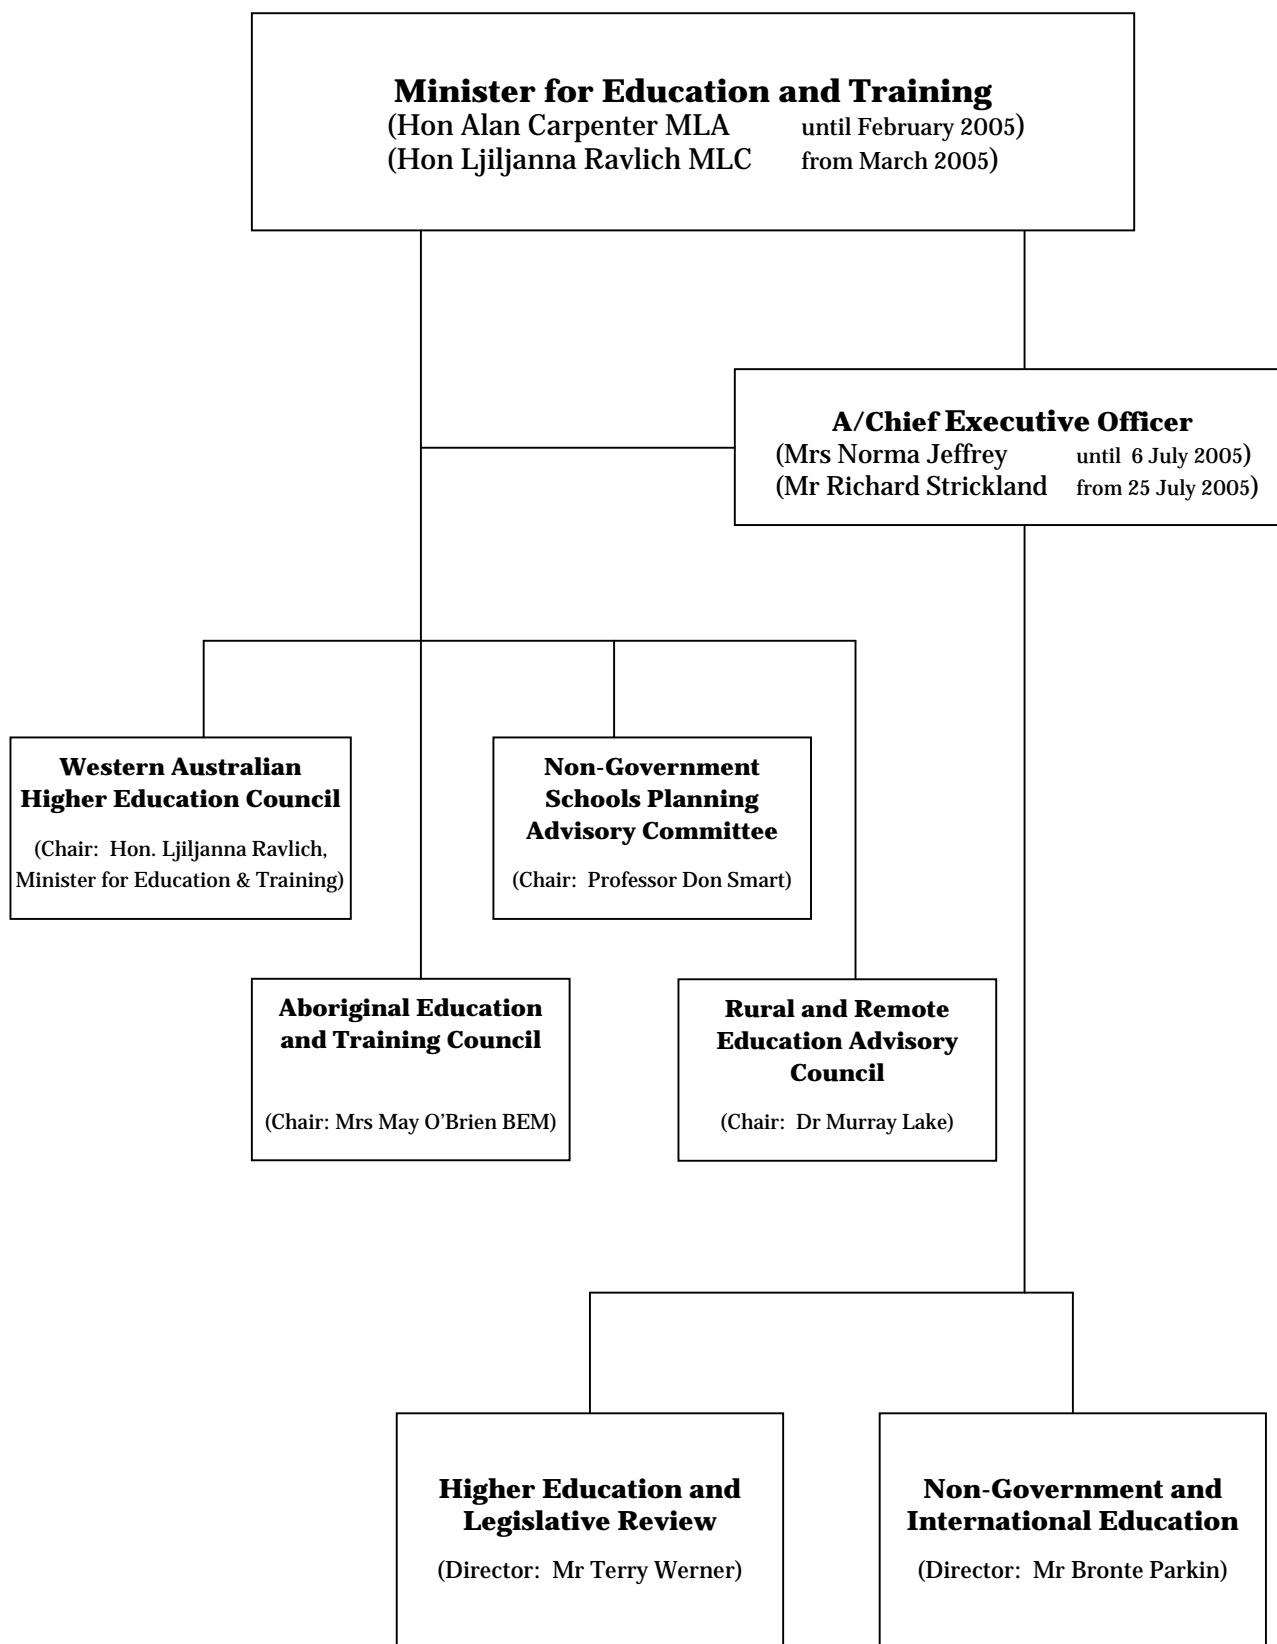 Minister for Education and Training
(Hon Alan Carpenter MLA until February 2005)
(Hon Ljiljanna Ravlich MLC from March 2005)
A/Chief Executive Officer
(Mrs Norma Jeffrey until 6 July 2005)
(Mr Richard Strickland from 25 July 2005)
Western Australian
Higher Education Council
(Chair: Hon. Ljiljanna Ravlich,
Minister for Education & Training)
Non-Government
Schools Planning
Advisory Committee
(Chair: Professor Don Smart)
Aboriginal Education
and Training Council
(Chair: Mrs May O'Brien BEM)
Rural and Remote
Education Advisory
Council
(Chair: Dr Murray Lake)
Higher Education and
Legislative Review
(Director: Mr Terry Werner)
Non-Government and
International Education
(Director: Mr Bronte Parkin)